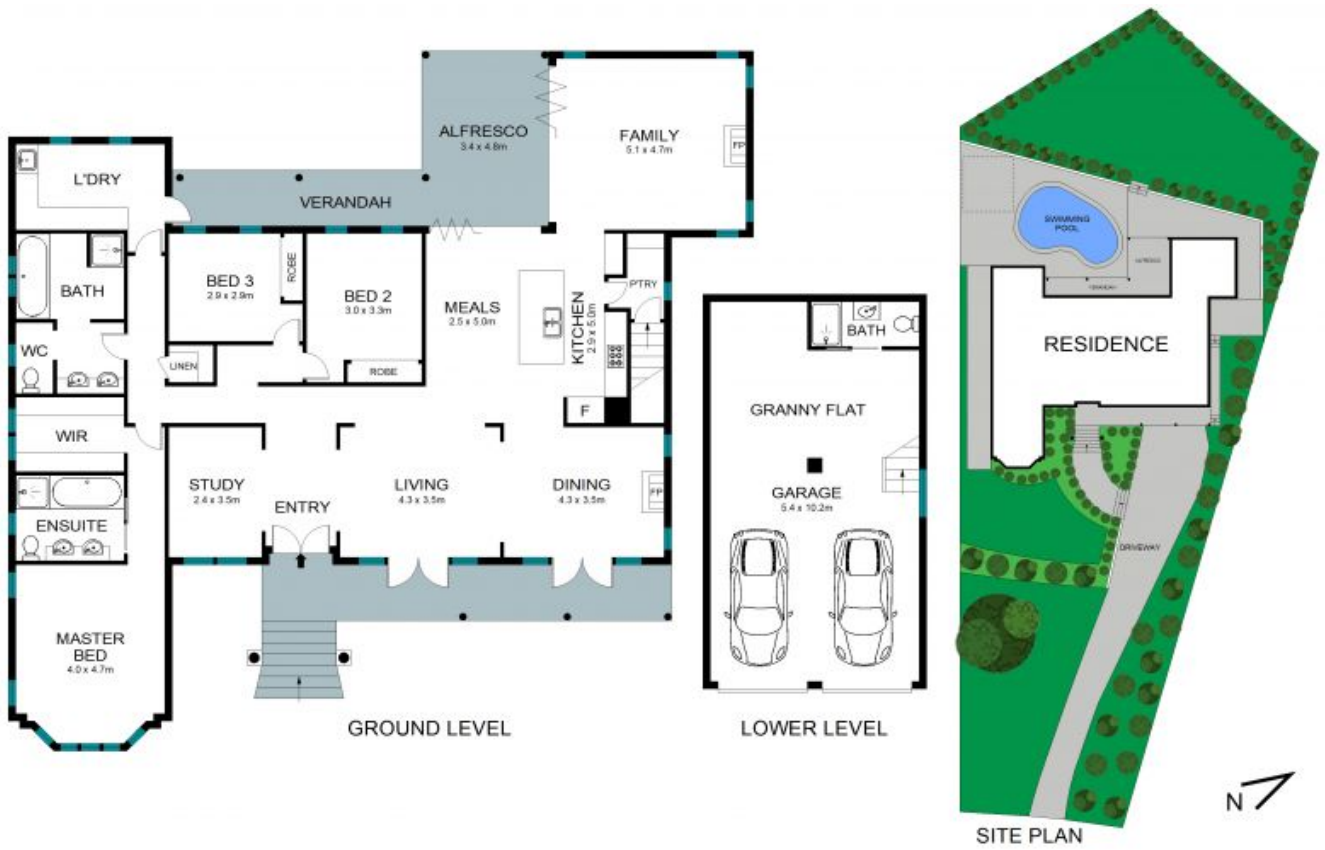 ALFRESCO
3.4 x 4.8m
FAMILY
5.1 x 4.7m
FP
L'DRY
VERANDAH
BATH
BED 3
2.9 x 2.9m
ROBE
BED 2
3.0 x 3.3m
ROBE
MEALS
2.5 x 5.0m
KITCHEN
2.9 x 5.0m
PTRY
WC
LINEN
F
WIR
STUDY
2.4 x 3.5m
ENTRY
LIVING
4.3 x 3.5m
DINING
4.3 x 3.5m
FP
ENSUITE
MASTER
BED
4.0 x 4.7m
GROUND LEVEL
BATH
GRANNY FLAT
GARAGE
5.4 x 10.2m
LOWER LEVEL
SWIMMING
POOL
ALFRESCO
VERANDAH
RESIDENCE
DRIVEWAY
N
SITE PLAN